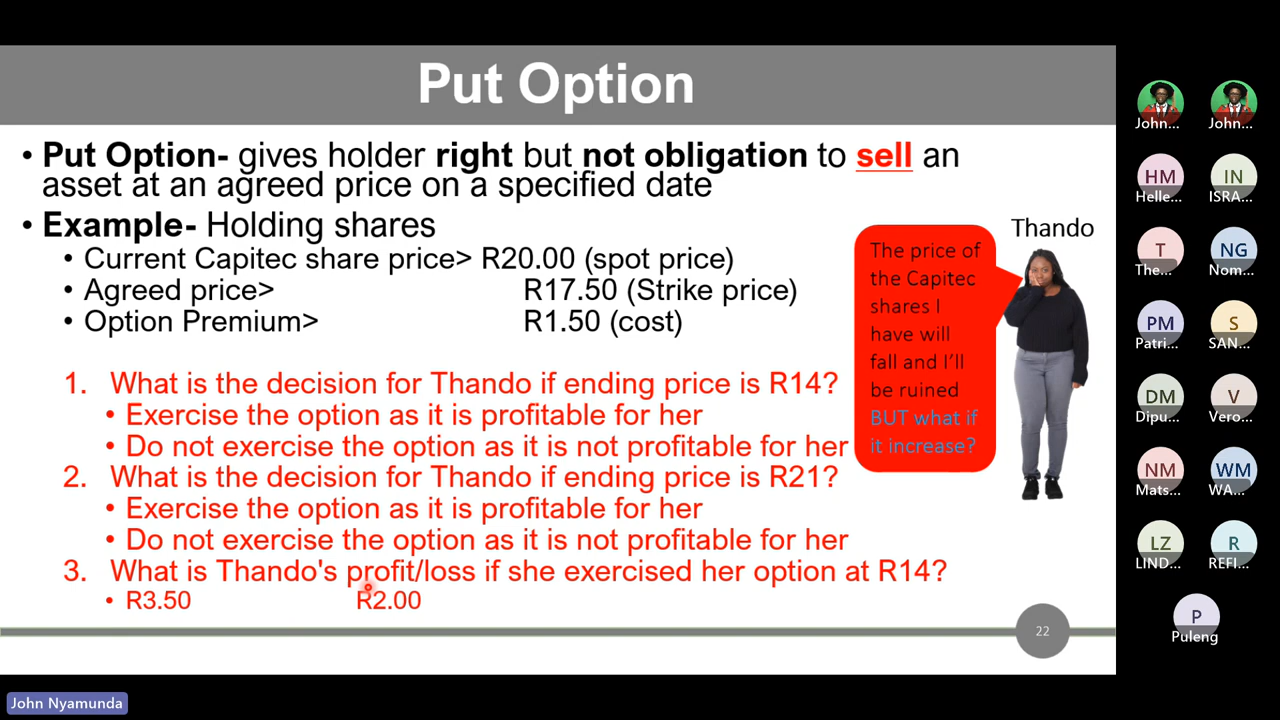 Put Option
• Put Option- gives holder right but not obligation to sell an
asset at an agreed price on a specified date
• Example- Holding shares
• Current Capitec share price> R20.00 (spot price)
• Agreed price> R17.50 (Strike price)
• Option Premium> R1.50 (cost)
1. What is the decision for Thando if ending price is R14?
• Exercise the option as it is profitable for her
• Do not exercise the option as it is not profitable for her
2. What is the decision for Thando if ending price is R21?
• Exercise the option as it is profitable for her
• Do not exercise the option as it is not profitable for her
3. What is Thando's profit/loss if she exercised her option at R14?
• R3.50 R2.00
Thando
The price of
the Capitec
shares I
have will
fall and I'll
be ruined
BUT what if
it increase?
22
John... John...
HM IN
Helle... ISRA...
T NG
The... Nom...
PM S
Patri... SAN...
DM V
Dipu... Vero...
NM WM
Mats... WA...
LZ R
LIND... REFI...
P
Puleng
John Nyamunda